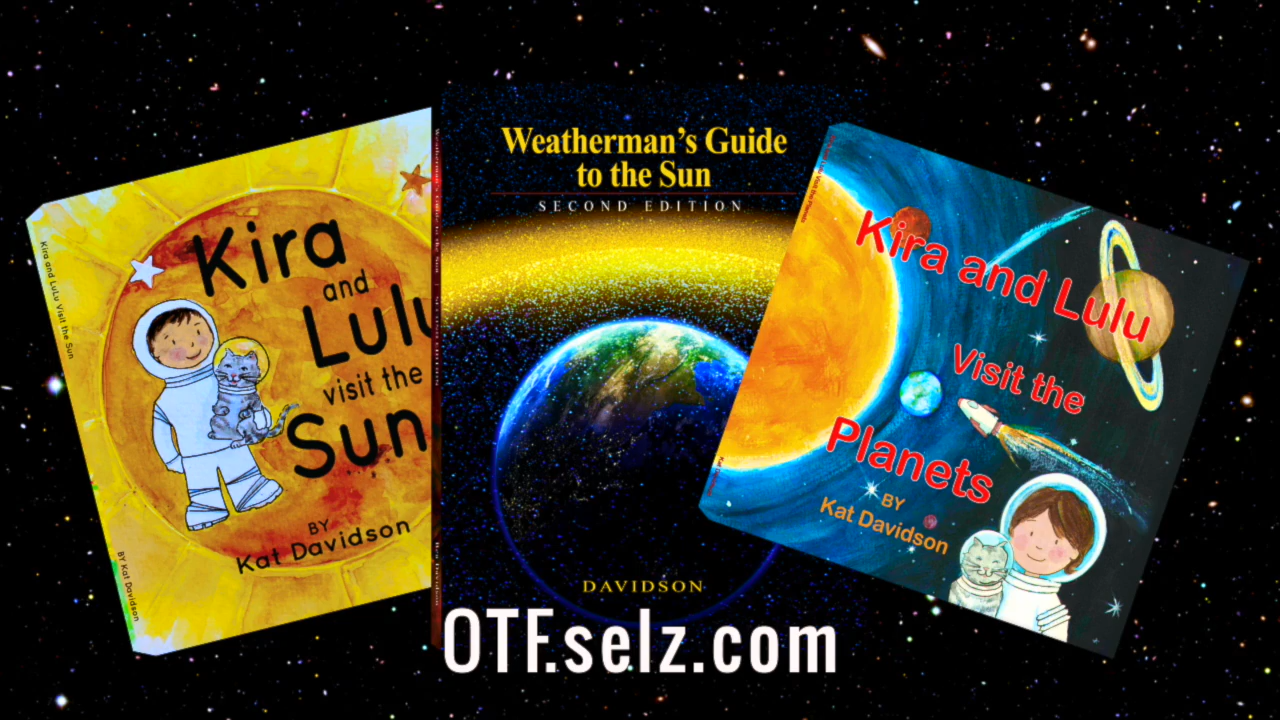 Kira
and
Lulu
visit the
Sun
BY
Kat Davidson
Kira and LuLu Visit the Sun
BY Kat Davidson
Weatherman's Guide
to the Sun
SECOND EDITION
DAVIDSON
Kira and Lulu
Visit the
Planets
BY
Kat Davidson
OTF.selz.com